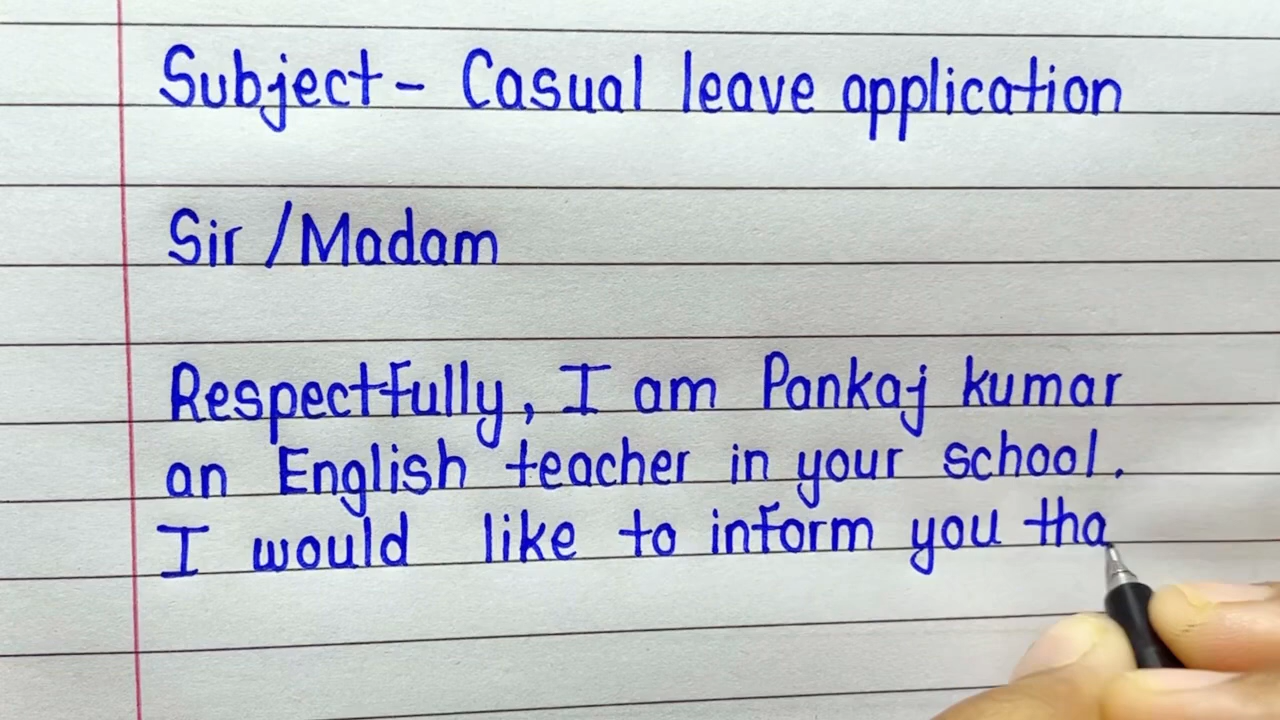 Subject - Casual leave application
Sir /Madam
Respectfully, I am Pankaj kumar
an English teacher in your school.
I would like to inform you tha